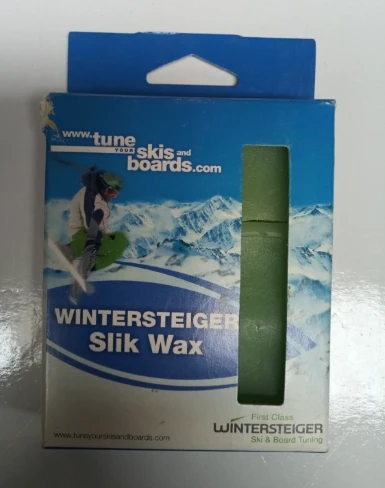 www.tune
YOUR skis and
boards.com
WINTERSTEIGER
Slik Wax
First Class
WINTERSTEIGER
Ski & Board Tuning
www.tuneyourskisandboards.com